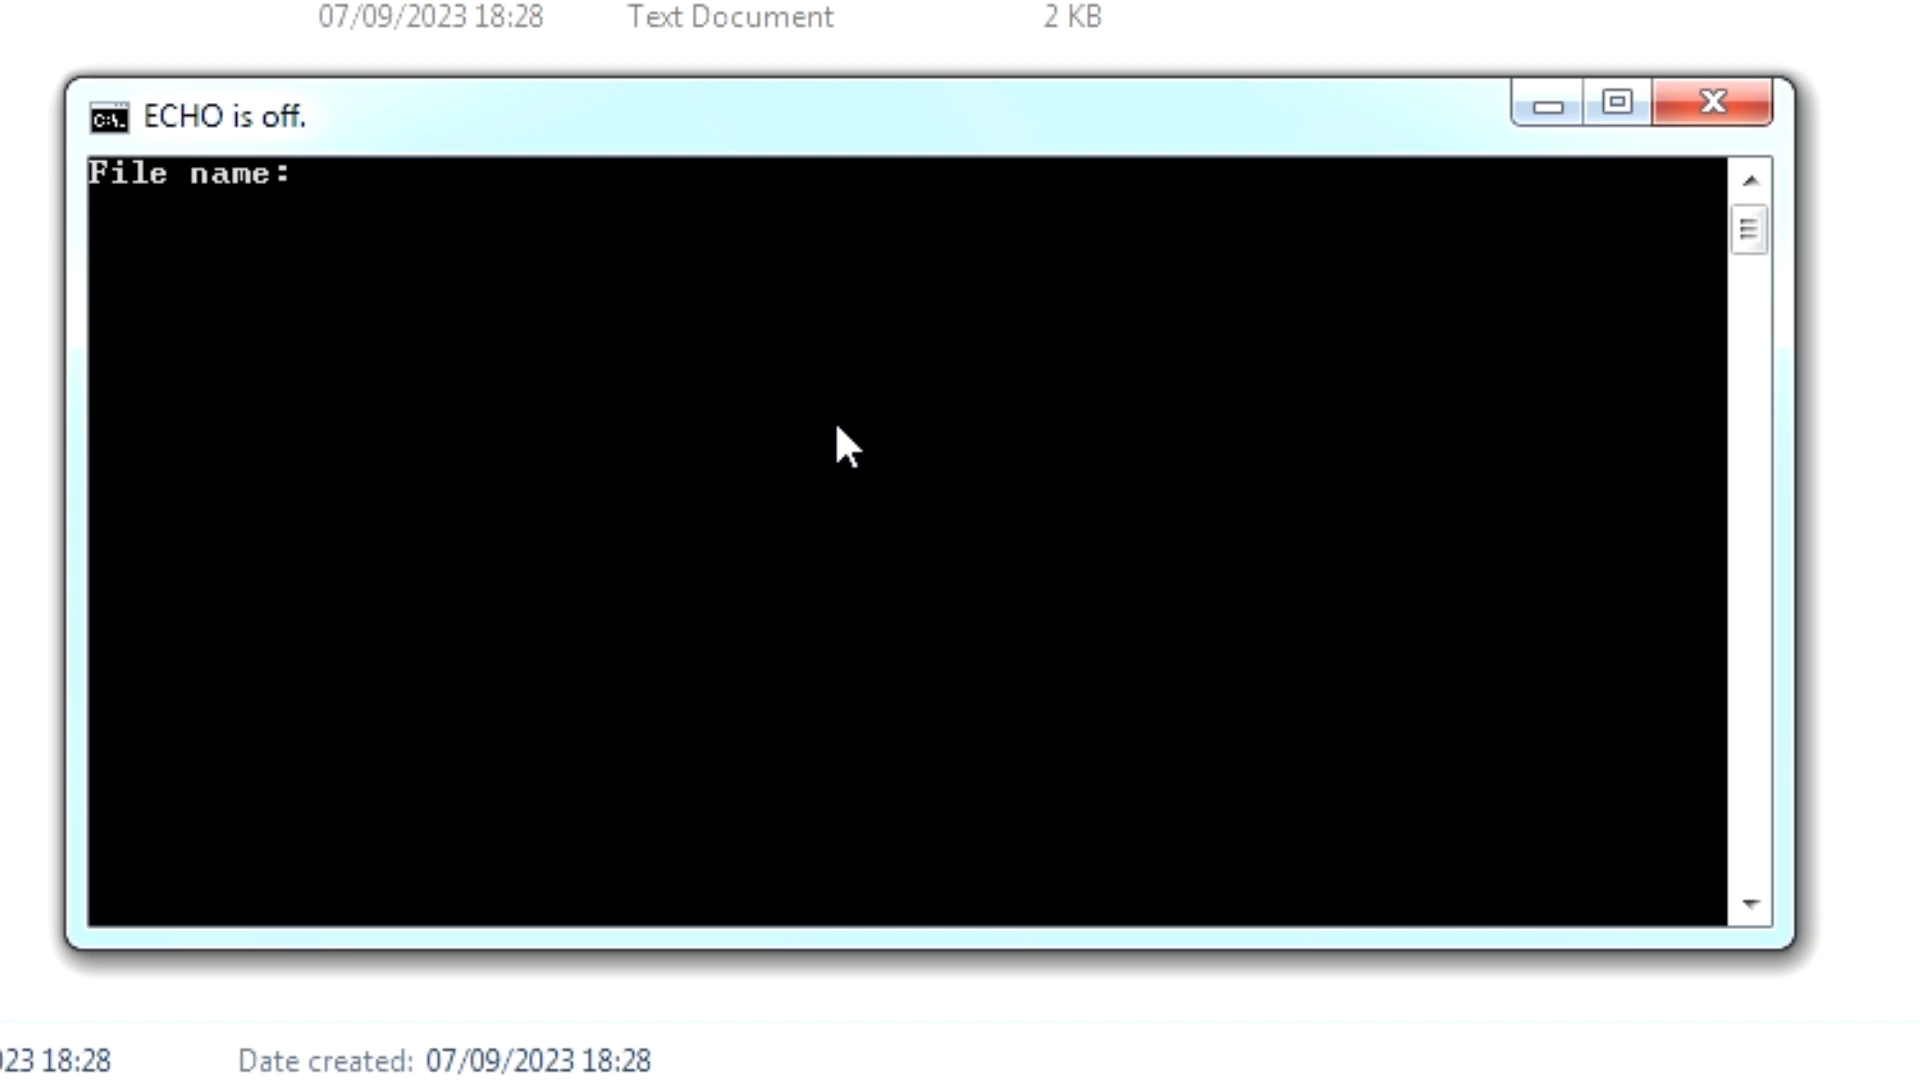 07/09/2023 18:28 Text Document 2 KB
ECHO is off.
File name:
023 18:28 Date created: 07/09/2023 18:28